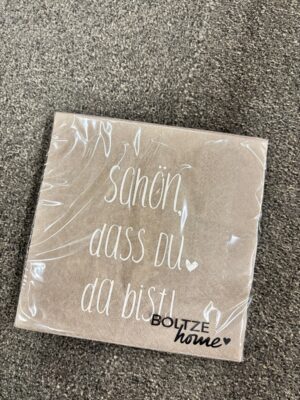 schön,
dass du
da bist!
BOLTZE
home